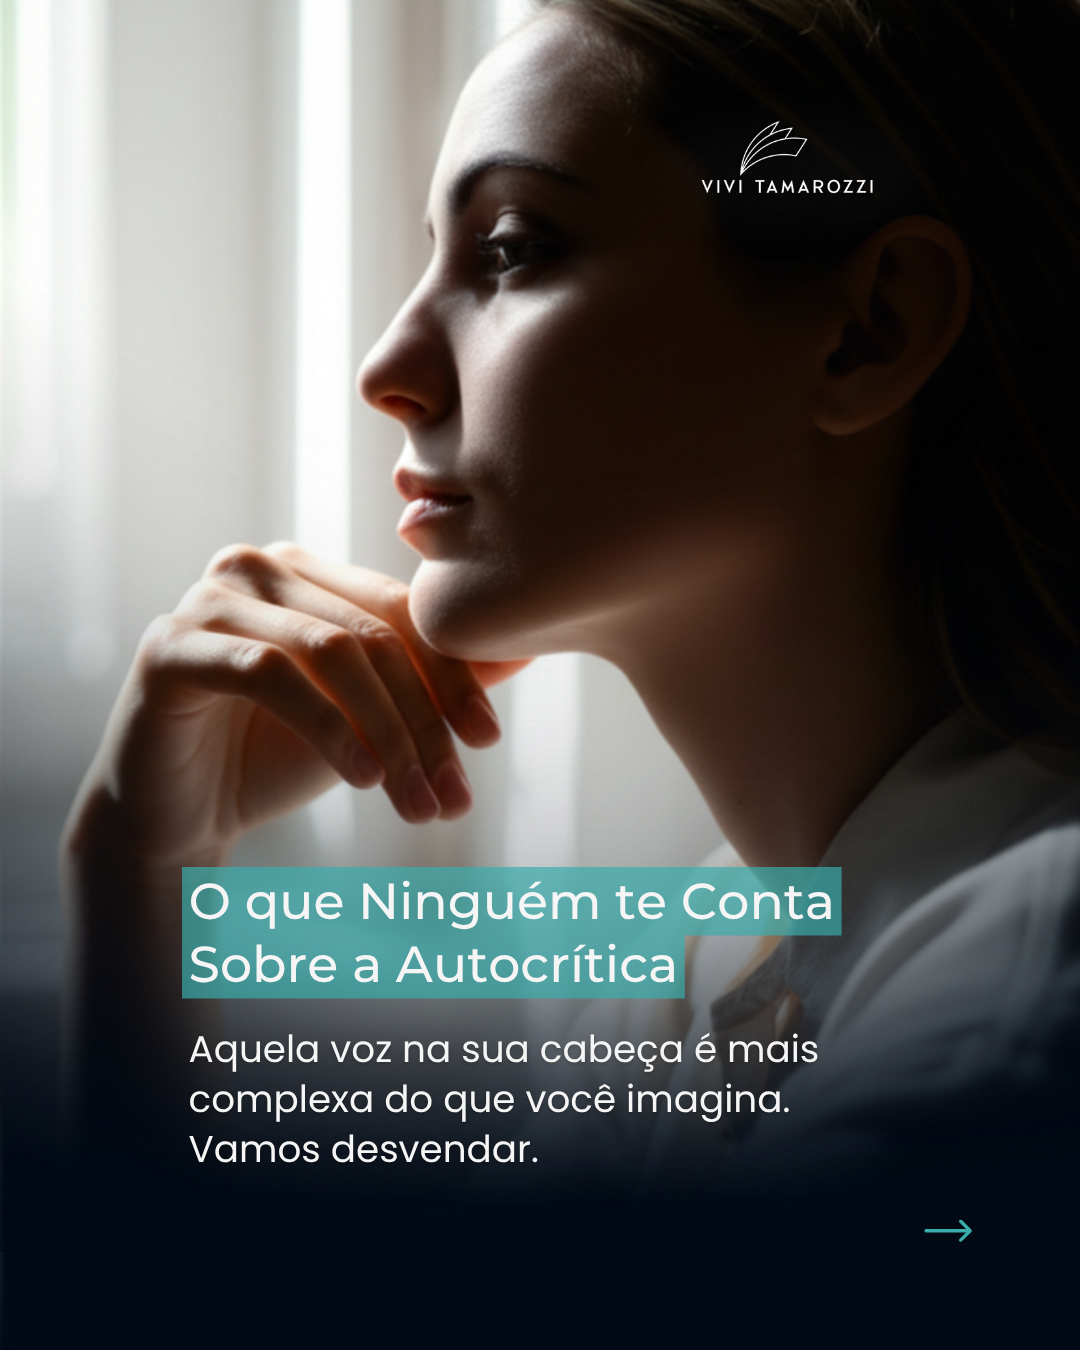 VIVI TAMAROZZI
O que Ninguém te Conta
Sobre a Autocrítica
Aquela voz na sua cabeça é mais
complexa do que você imagina.
Vamos desvendar.